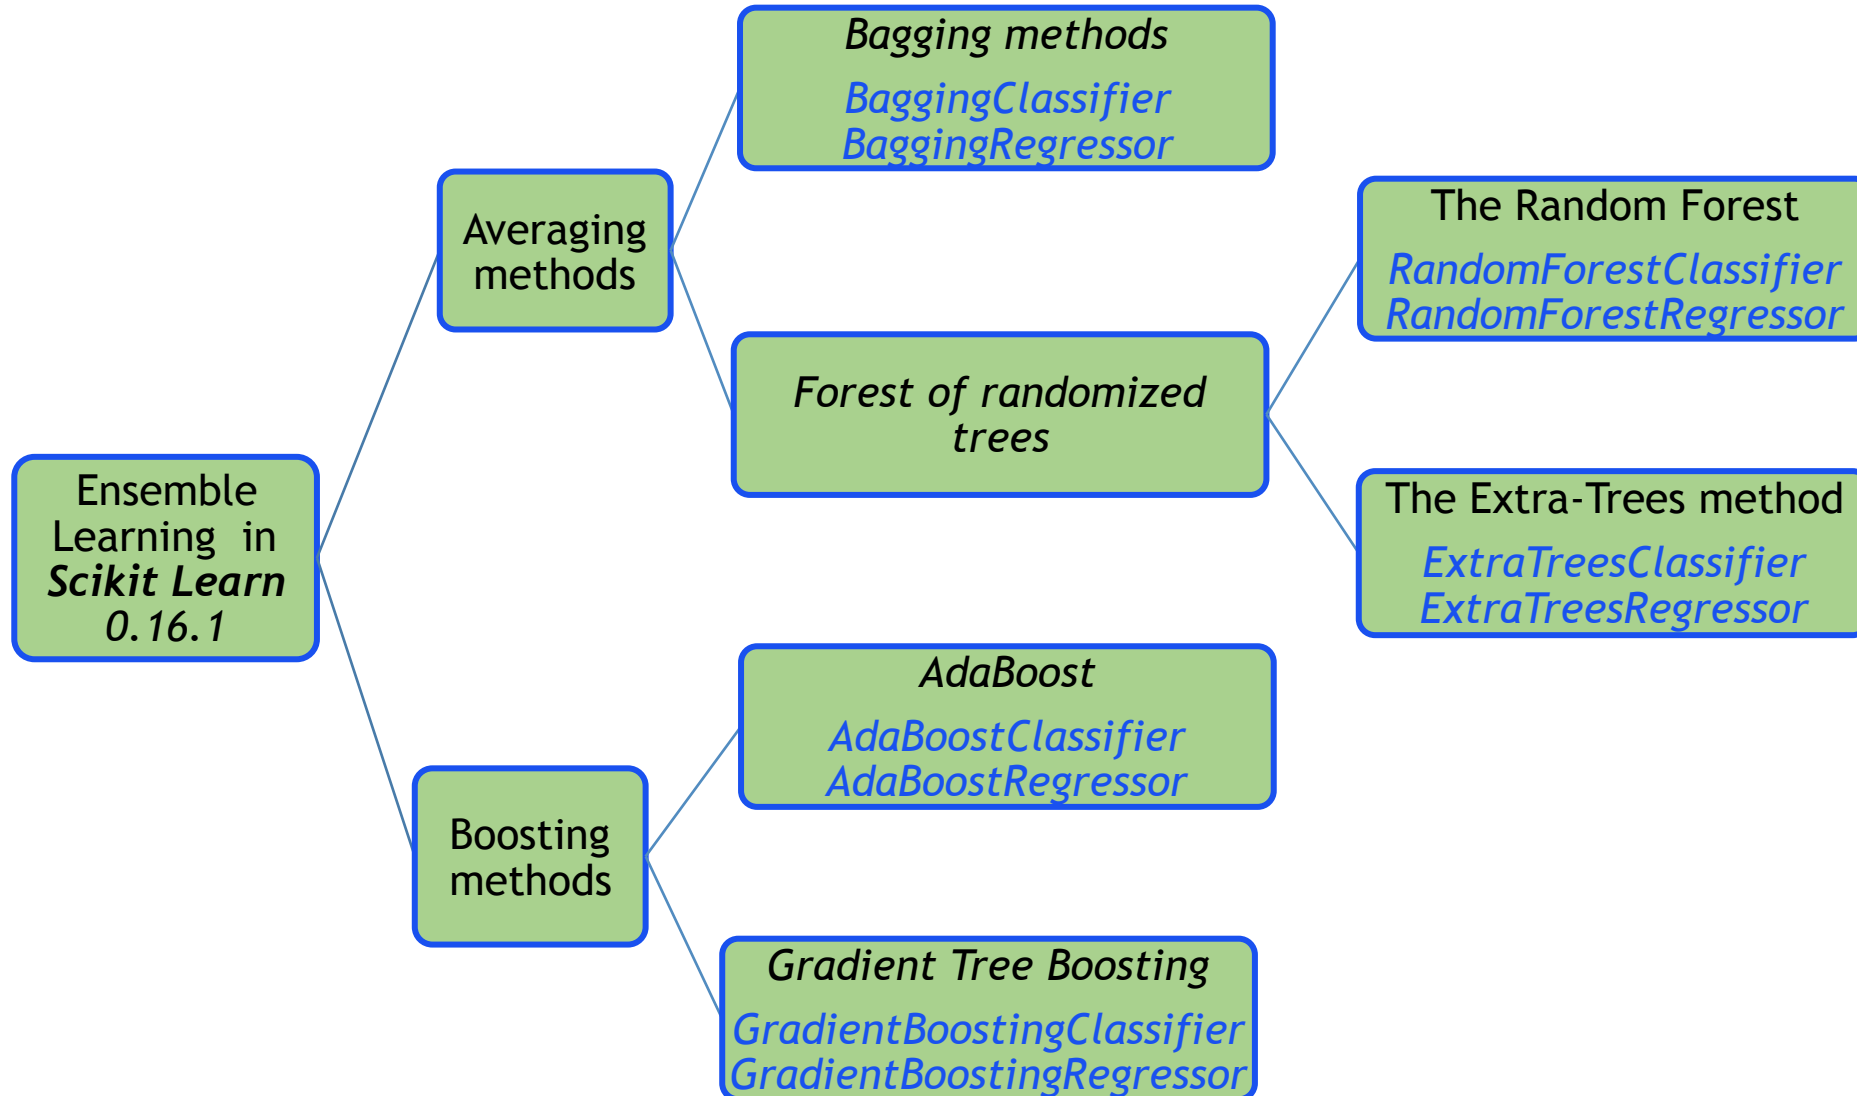 Bagging methods
BaggingClassifier
BaggingRegressor
Averaging
methods
The Random Forest
RandomForestClassifier
RandomForestRegressor
Forest of randomized
trees
Ensemble
Learning in
Scikit Learn
0.16.1
The Extra-Trees method
ExtraTreesClassifier
ExtraTreesRegressor
AdaBoost
AdaBoostClassifier
AdaBoostRegressor
Boosting
methods
Gradient Tree Boosting
GradientBoostingClassifier
GradientBoostingRegressor